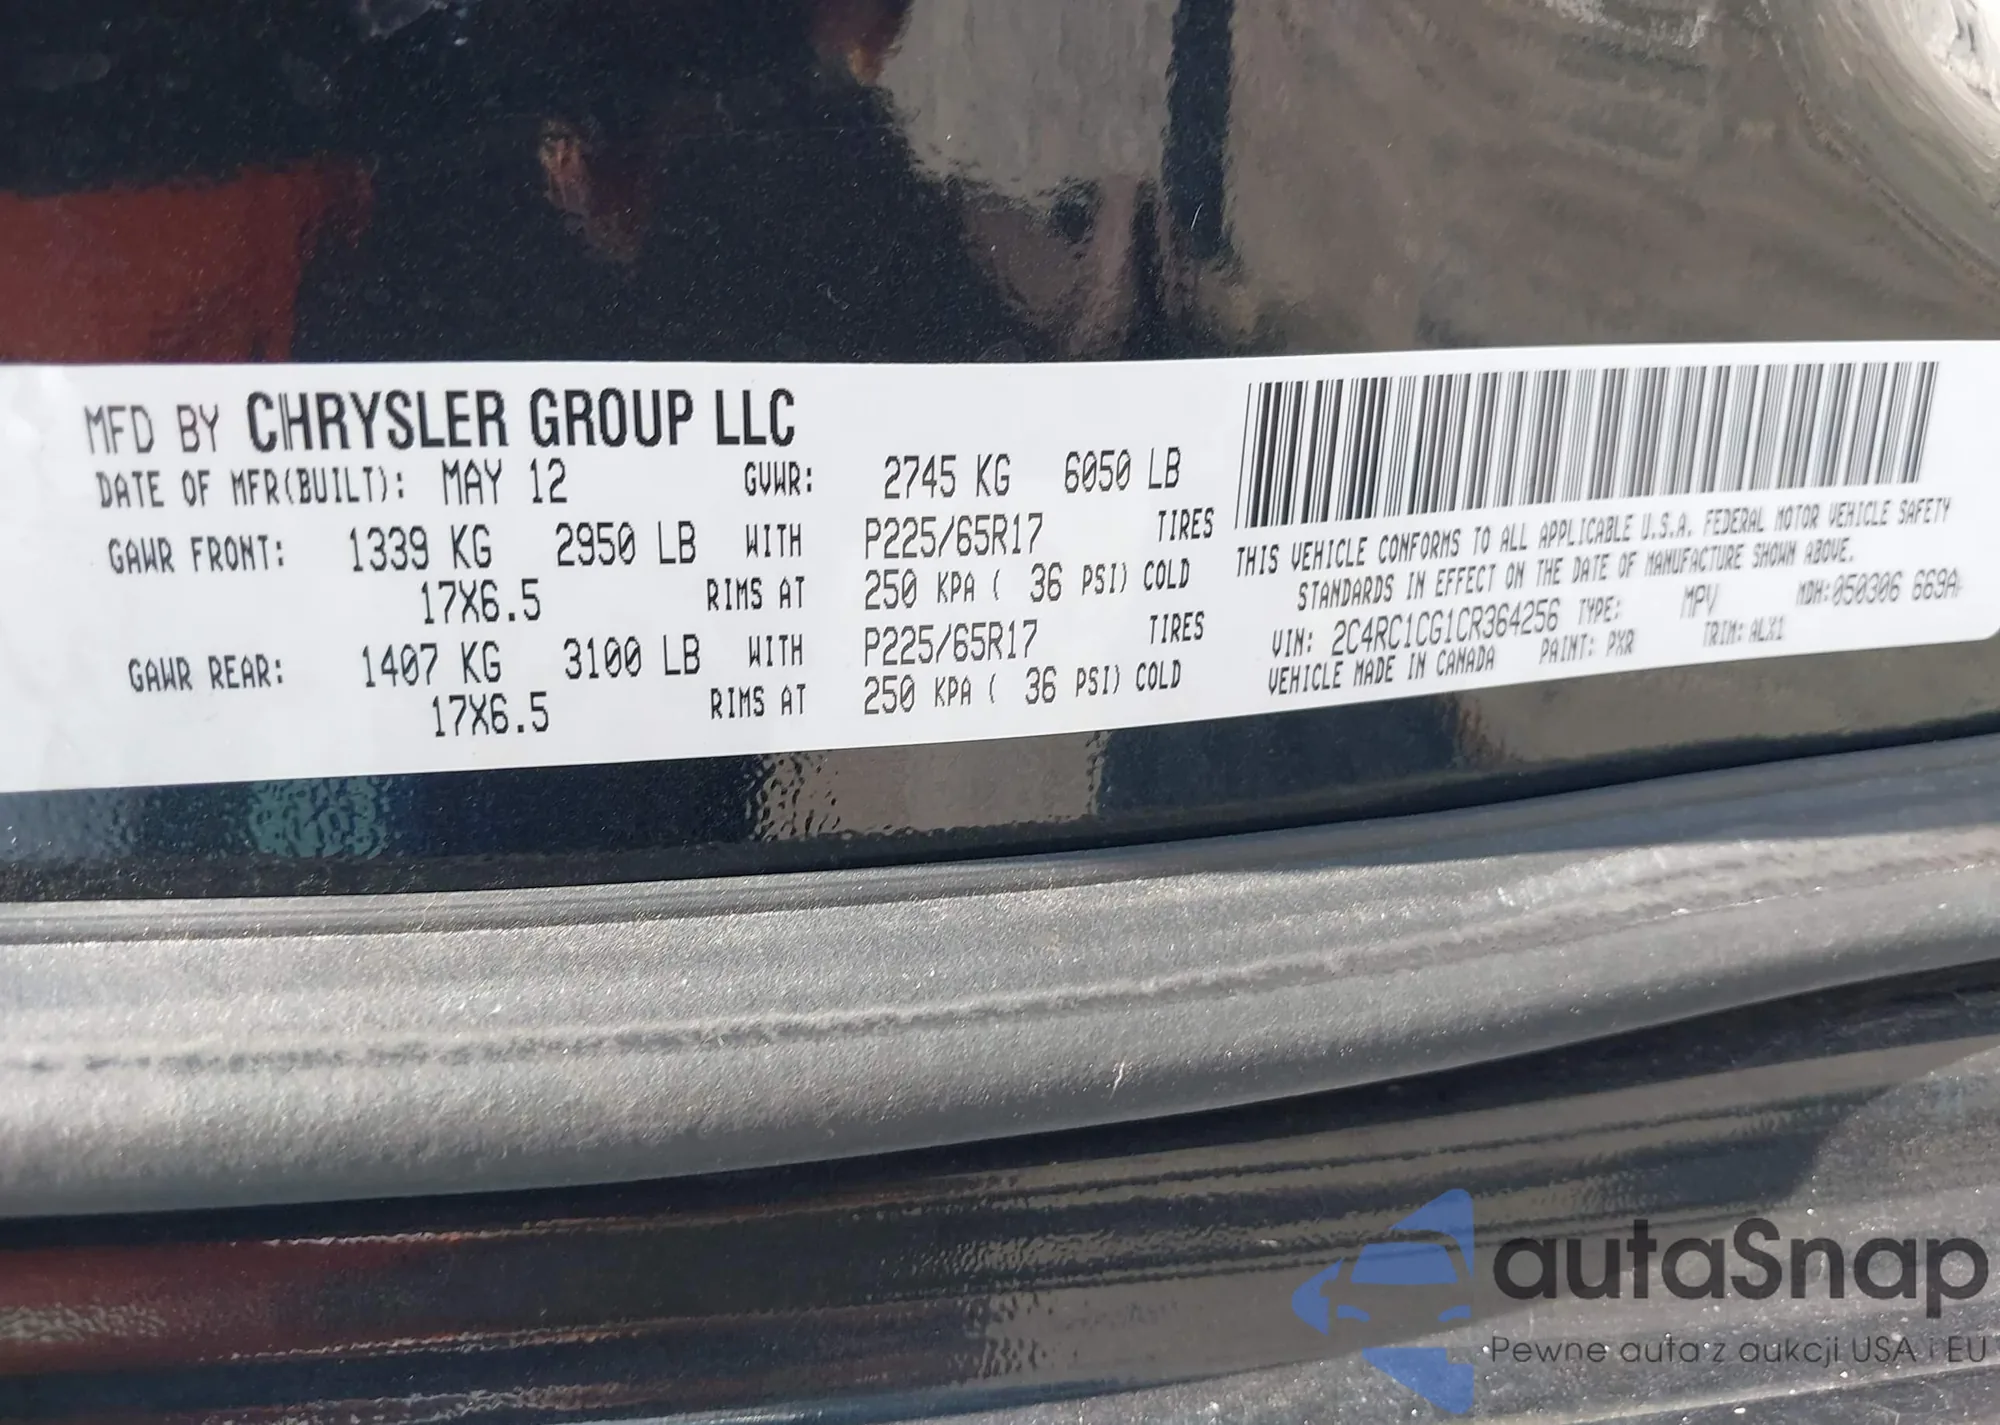 MFD BY CHRYSLER GROUP LLC
DATE OF MFR(BUILT): MAY 12 GVWR: 2745 KG 6050 LB
GAWR FRONT: 1339 KG 2950 LB WITH P225/65R17 TIRES
17X6.5 RIMS AT 250 KPA ( 36 PSI) COLD
GAWR REAR: 1407 KG 3100 LB WITH P225/65R17 TIRES
17X6.5 RIMS AT 250 KPA ( 36 PSI) COLD
THIS VEHICLE CONFORMS TO ALL APPLICABLE U.S.A. FEDERAL MOTOR VEHICLE SAFETY
STANDARDS IN EFFECT ON THE DATE OF MANUFACTURE SHOWN ABOVE.
VIN: 2C4RC1CG1CR364256 TYPE: MPV MDH:050306 669A
VEHICLE MADE IN CANADA PAINT: PXR TRIM: ALX1
autaSnap
Pewne auta z aukcji USA i EU